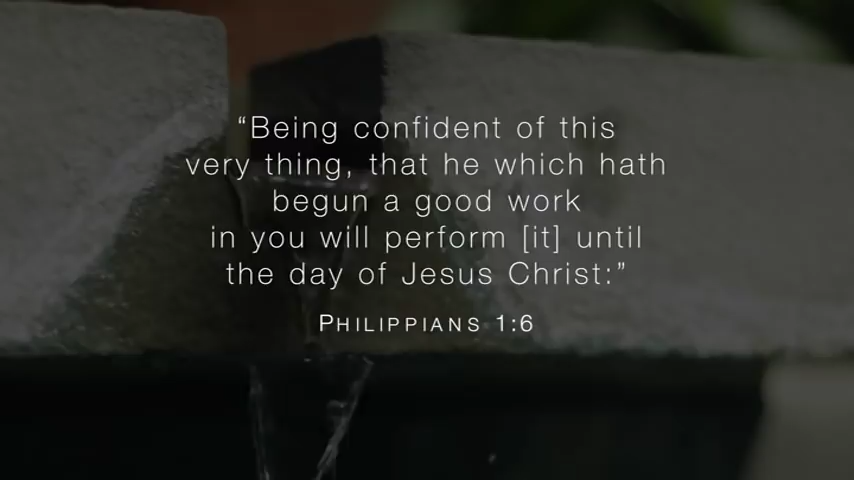 “Being confident of this
very thing, that he which hath
begun a good work
in you will perform [it] until
the day of Jesus Christ:”
PHILIPPIANS 1:6